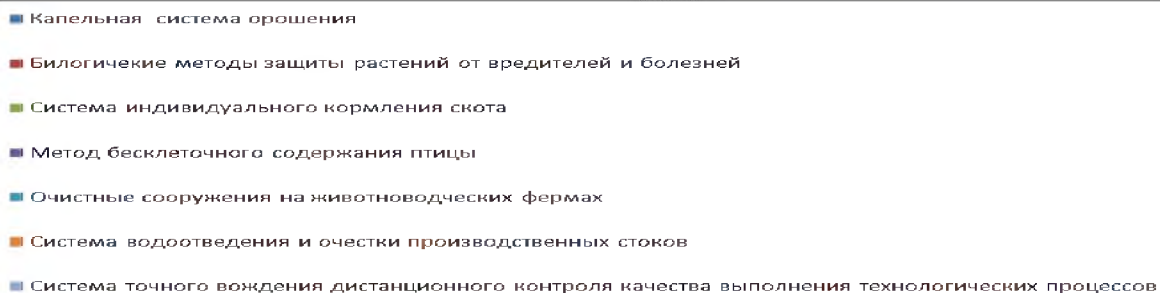 Капельная система орошения
Билогичекие методы защиты растений от вредителей и болезней
Система индивидуального кормления скота
Метод бесклеточного содержания птицы
Очистные сооружения на животноводческих фермах
Система водоотведения и очестки производственных стоков
Система точного вождения дистанционного контроля качества выполнения технологических процессов